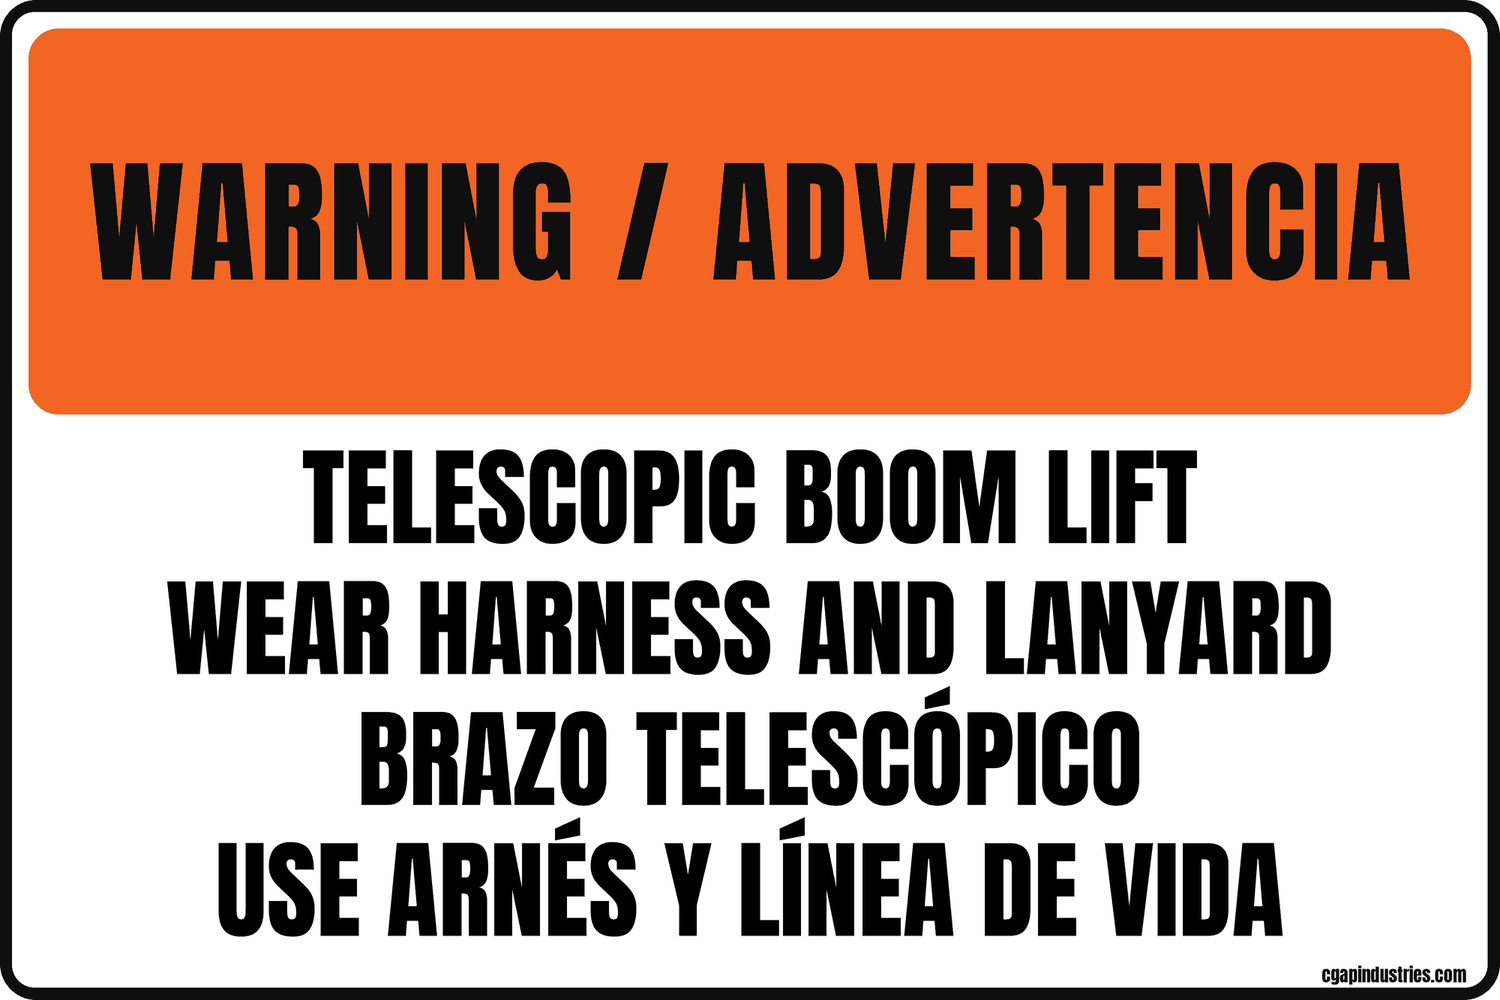 WARNING / ADVERTENCIA
TELESCOPIC BOOM LIFT
WEAR HARNESS AND LANYARD
BRAZO TELESCÓPICO
USE ARNÉS Y LÍNEA DE VIDA
cgapindustries.com